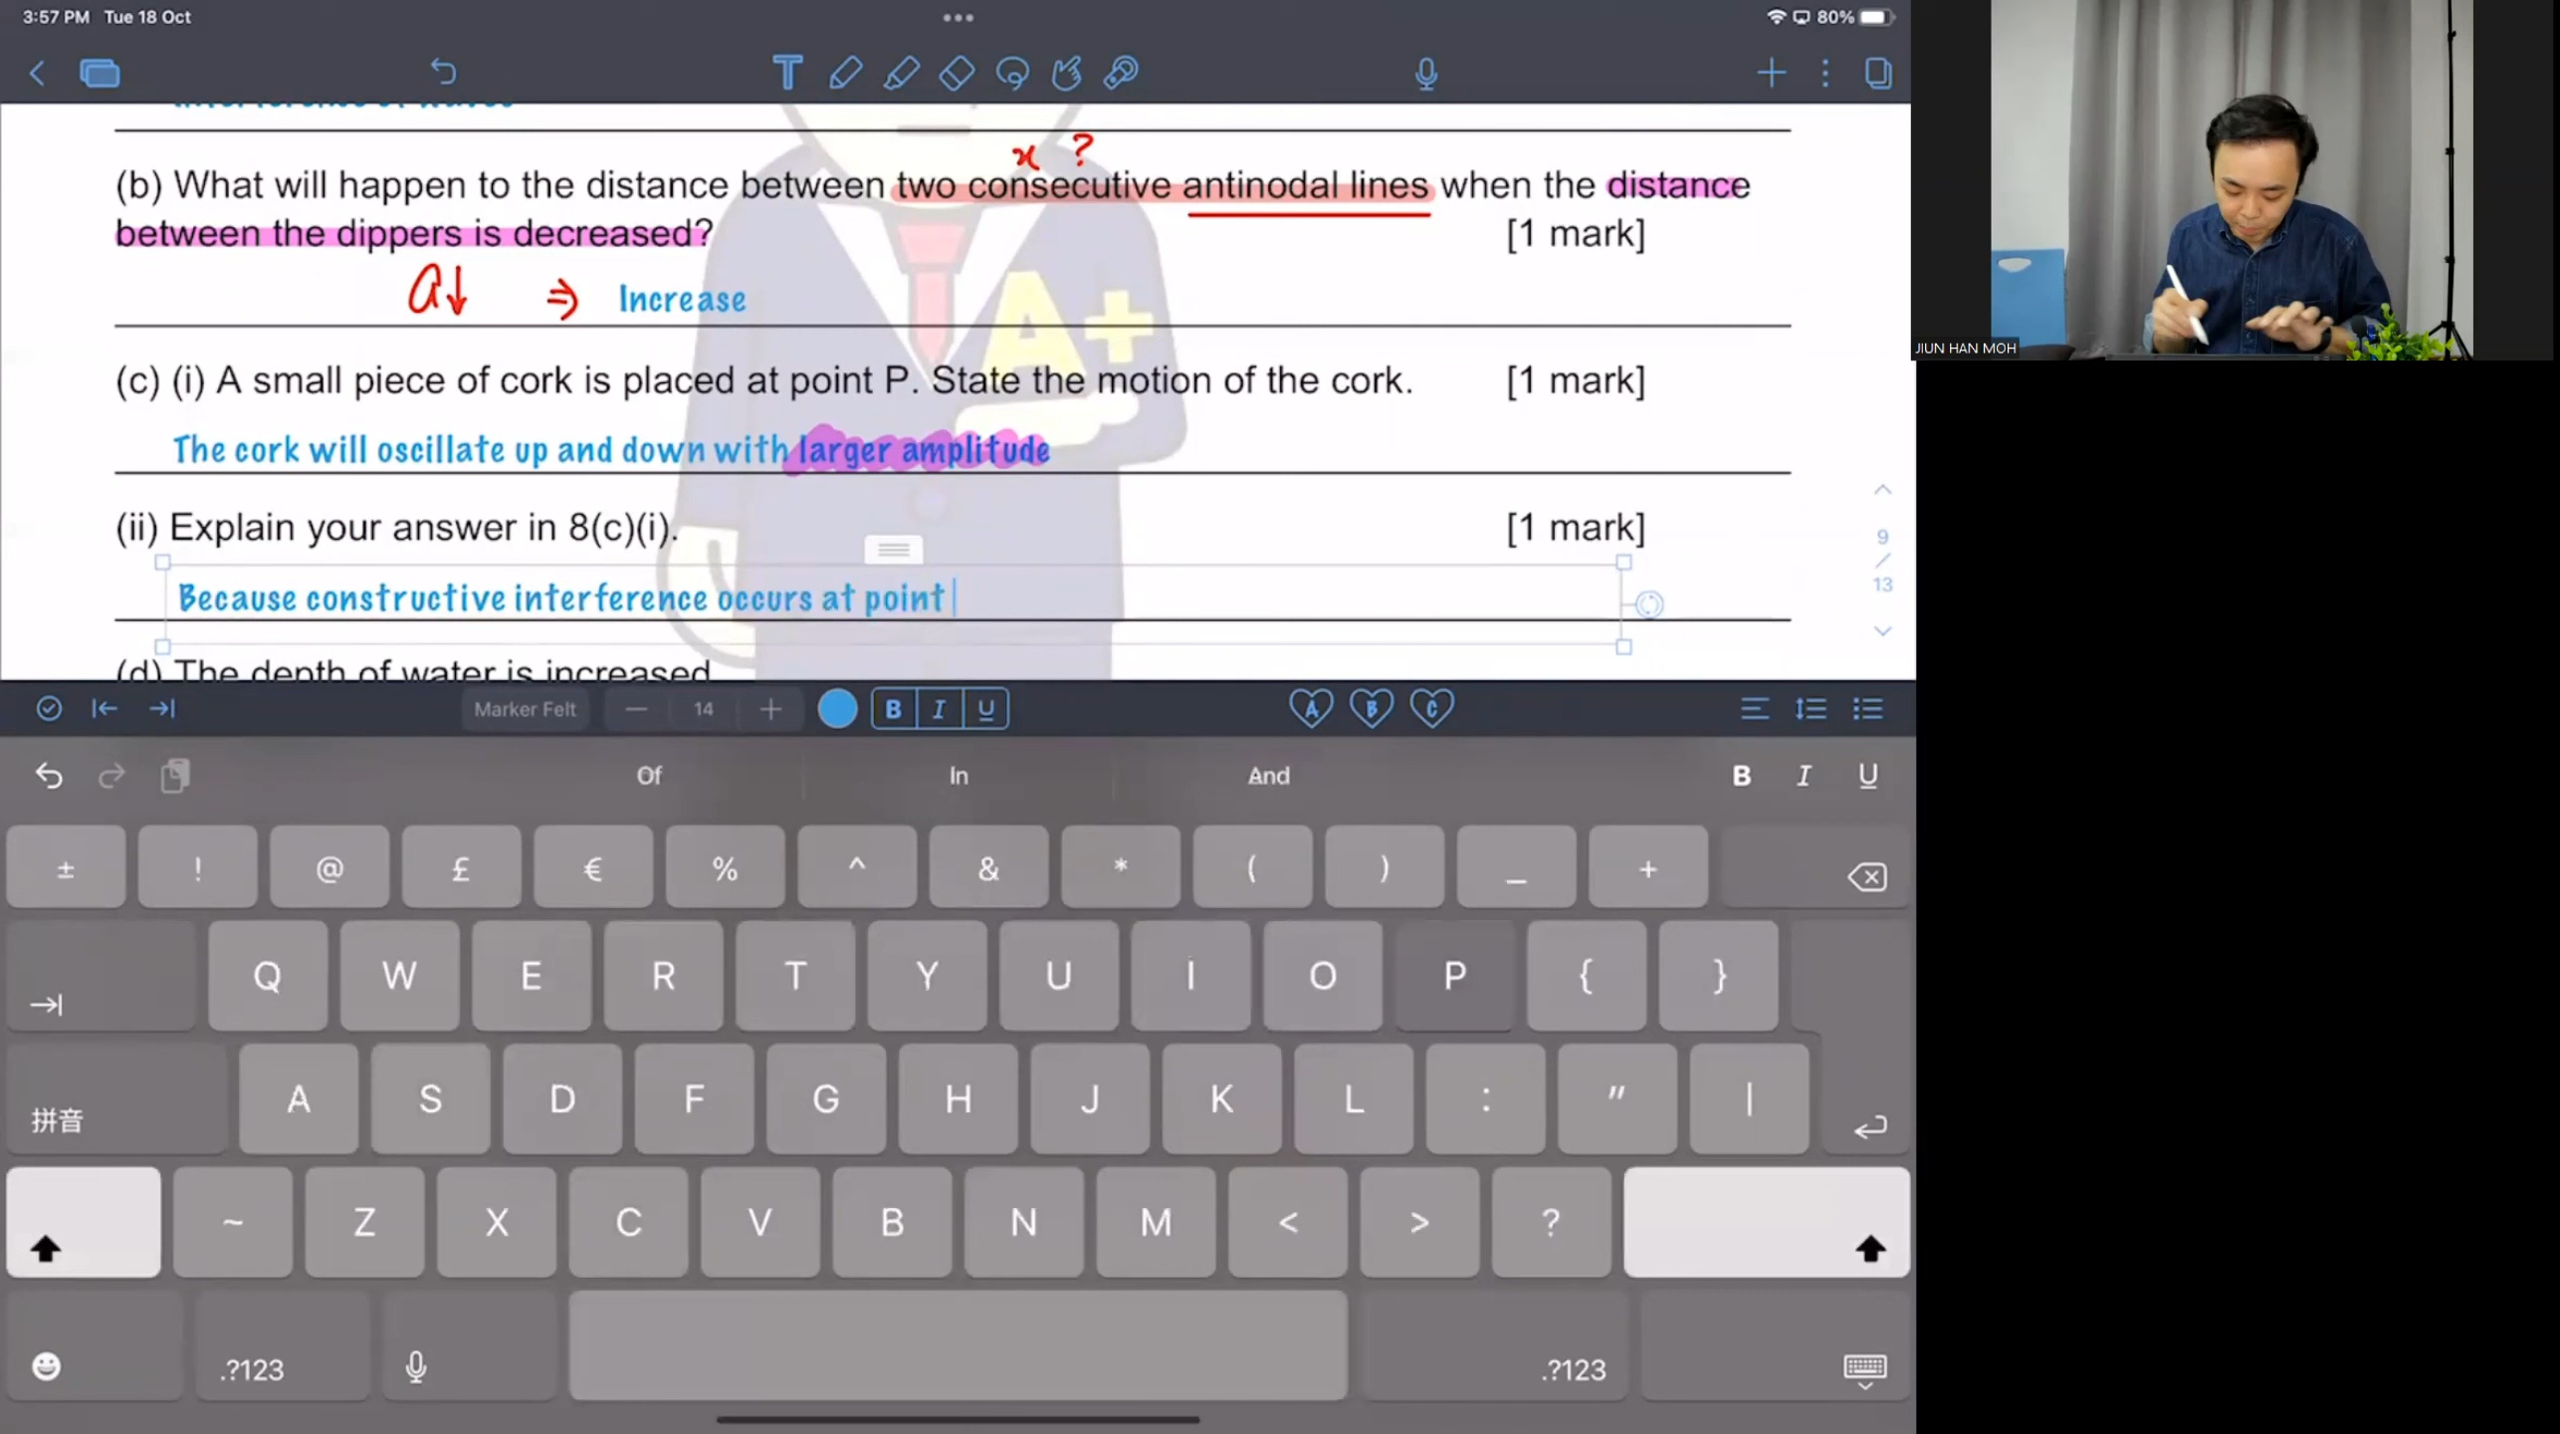 3:57 PM Tue 18 Oct
80%
interference of waves
x ?
(b) What will happen to the distance between two consecutive antinodal lines when the distance
between the dippers is decreased? [1 mark]
a↓ ⇒ Increase
A+
(c) (i) A small piece of cork is placed at point P. State the motion of the cork. [1 mark]
The cork will oscillate up and down with larger amplitude
(ii) Explain your answer in 8(c)(i). [1 mark]
Because constructive interference occurs at point
9
/
13
(d) The depth of water is increased
Marker Felt — 14 + B I U A B C
Of In And B I U
± ! @ £ € % ^ & * ( ) _ +
Q W E R T Y U I O P { }
拼音 A S D F G H J K L : " |
~ Z X C V B N M < > ?
.?123 .?123
JIUN HAN MOH